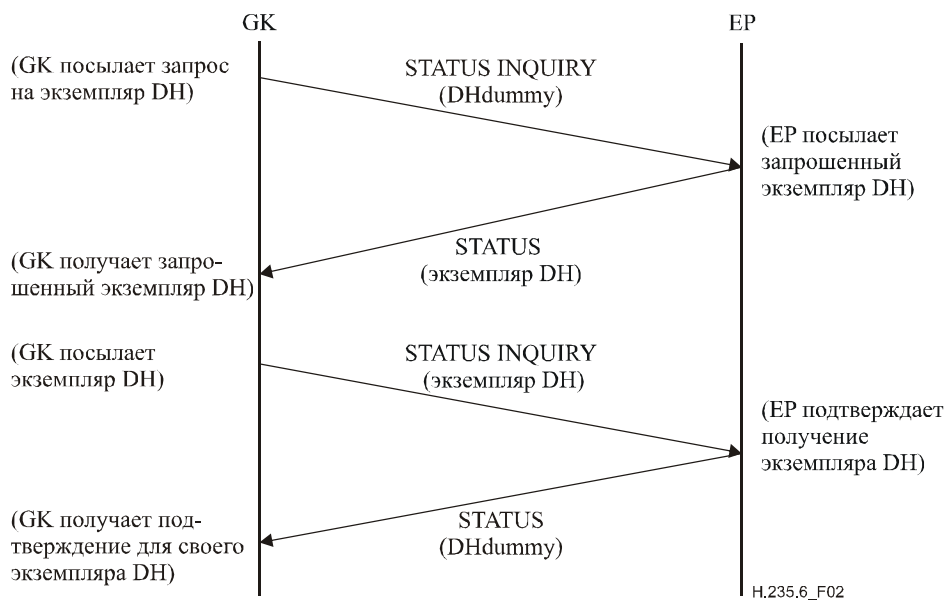 GK
EP
(GK посылает запрос
на экземпляр DH)
STATUS INQUIRY
(DHdummy)
(EP посылает
запрошенный
экземпляр DH)
STATUS
(экземпляр DH)
(GK получает запро-
шенный экземпляр DH)
(GK посылает
экземпляр DH)
STATUS INQUIRY
(экземпляр DH)
(EP подтверждает
получение
экземпляра DH)
STATUS
(DHdummy)
(GK получает под-
тверждение для своего
экземпляра DH)
H.235.6_F02